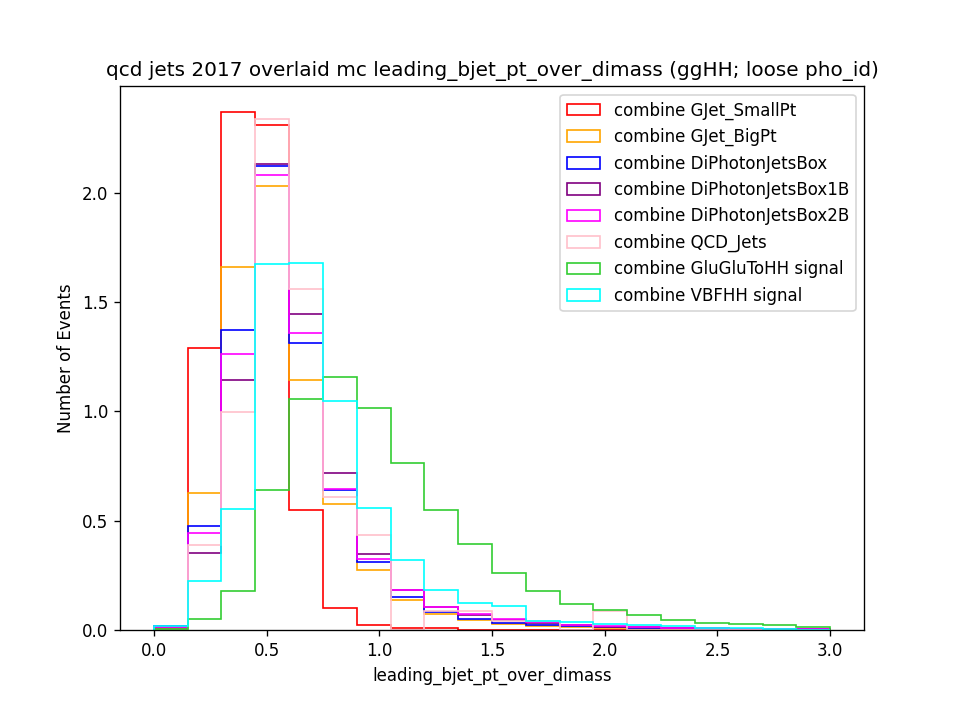 qcd jets 2017 overlaid mc leading_bjet_pt_over_dimass (ggHH; loose pho_id)
combine GJet_SmallPt
combine GJet_BigPt
combine DiPhotonJetsBox
combine DiPhotonJetsBox1B
combine DiPhotonJetsBox2B
combine QCD_Jets
combine GluGluToHH signal
combine VBFHH signal
Number of Events
2.0
1.5
1.0
0.5
0.0
0.0 0.5 1.0 1.5 2.0 2.5 3.0
leading_bjet_pt_over_dimass